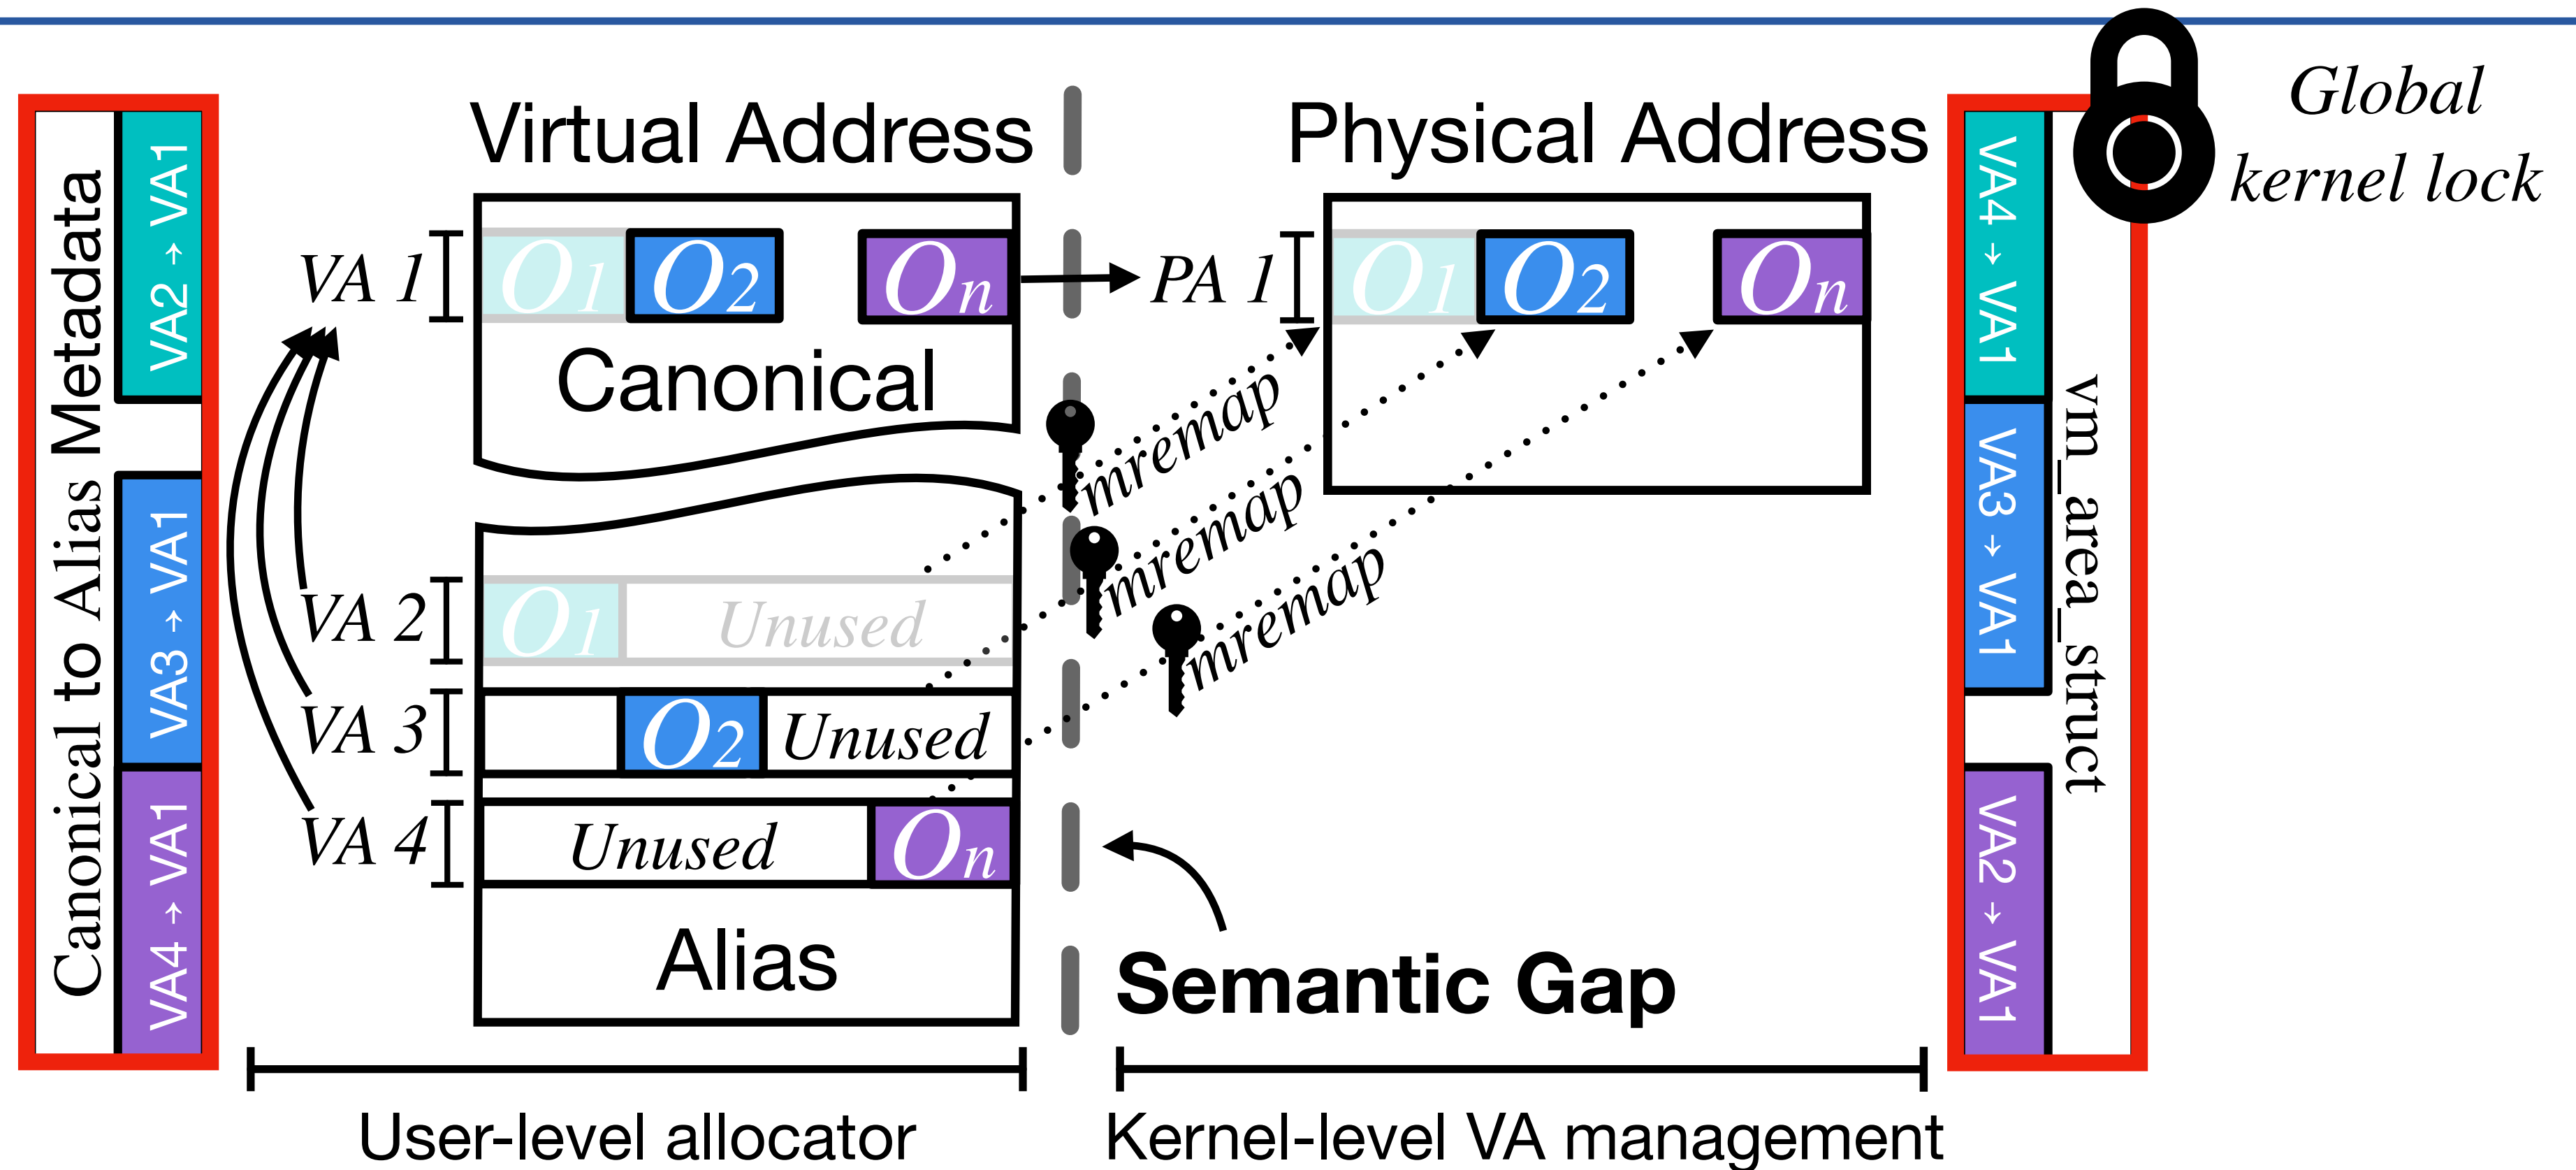 Global
kernel lock
Virtual Address
Physical Address
Canonical to Alias Metadata
VA2 → VA1
VA3 → VA1
VA4 → VA1
VA 1
O1
O2
On
Canonical
PA 1
O1
O2
On
mremap
mremap
mremap
VA 2
O1
Unused
VA 3
O2
Unused
VA 4
Unused
On
Alias
Semantic Gap
VA4 → VA1
VA3 → VA1
VA2 → VA1
vm_area_struct
User-level allocator
Kernel-level VA management